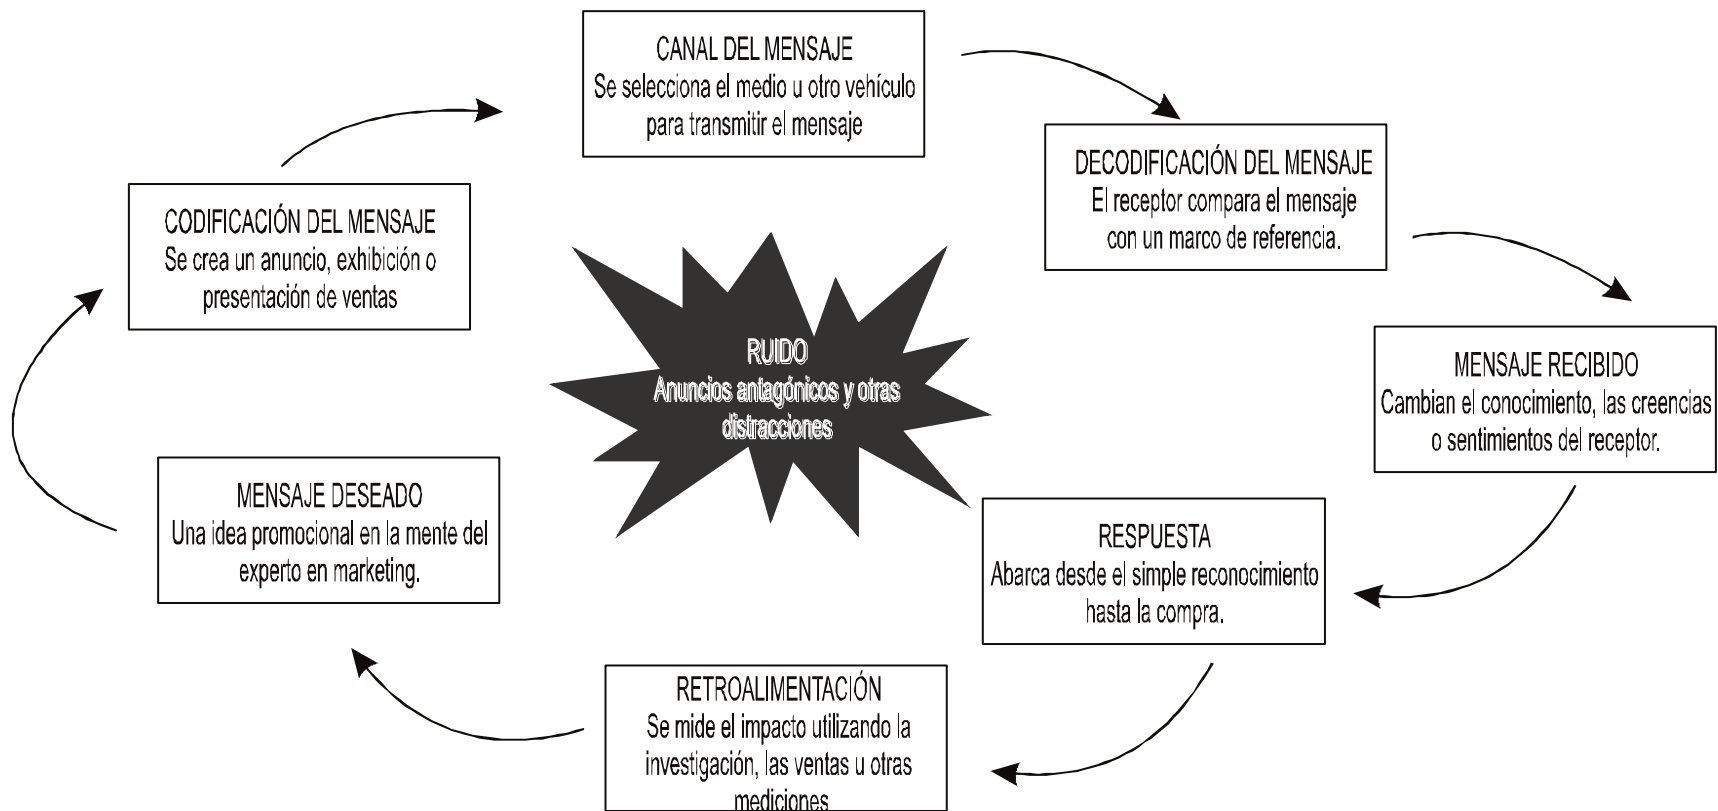 CANAL DEL MENSAJE
Se selecciona el medio u otro vehículo
para transmitir el mensaje
DECODIFICACIÓN DEL MENSAJE
El receptor compara el mensaje
con un marco de referencia.
CODIFICACIÓN DEL MENSAJE
Se crea un anuncio, exhibición o
presentación de ventas
RUIDO
Anuncios antagónicos y otras
distracciones
MENSAJE RECIBIDO
Cambian el conocimiento, las creencias
o sentimientos del receptor.
MENSAJE DESEADO
Una idea promocional en la mente del
experto en marketing.
RESPUESTA
Abarca desde el simple reconocimiento
hasta la compra.
RETROALIMENTACIÓN
Se mide el impacto utilizando la
investigación, las ventas u otras
mediciones